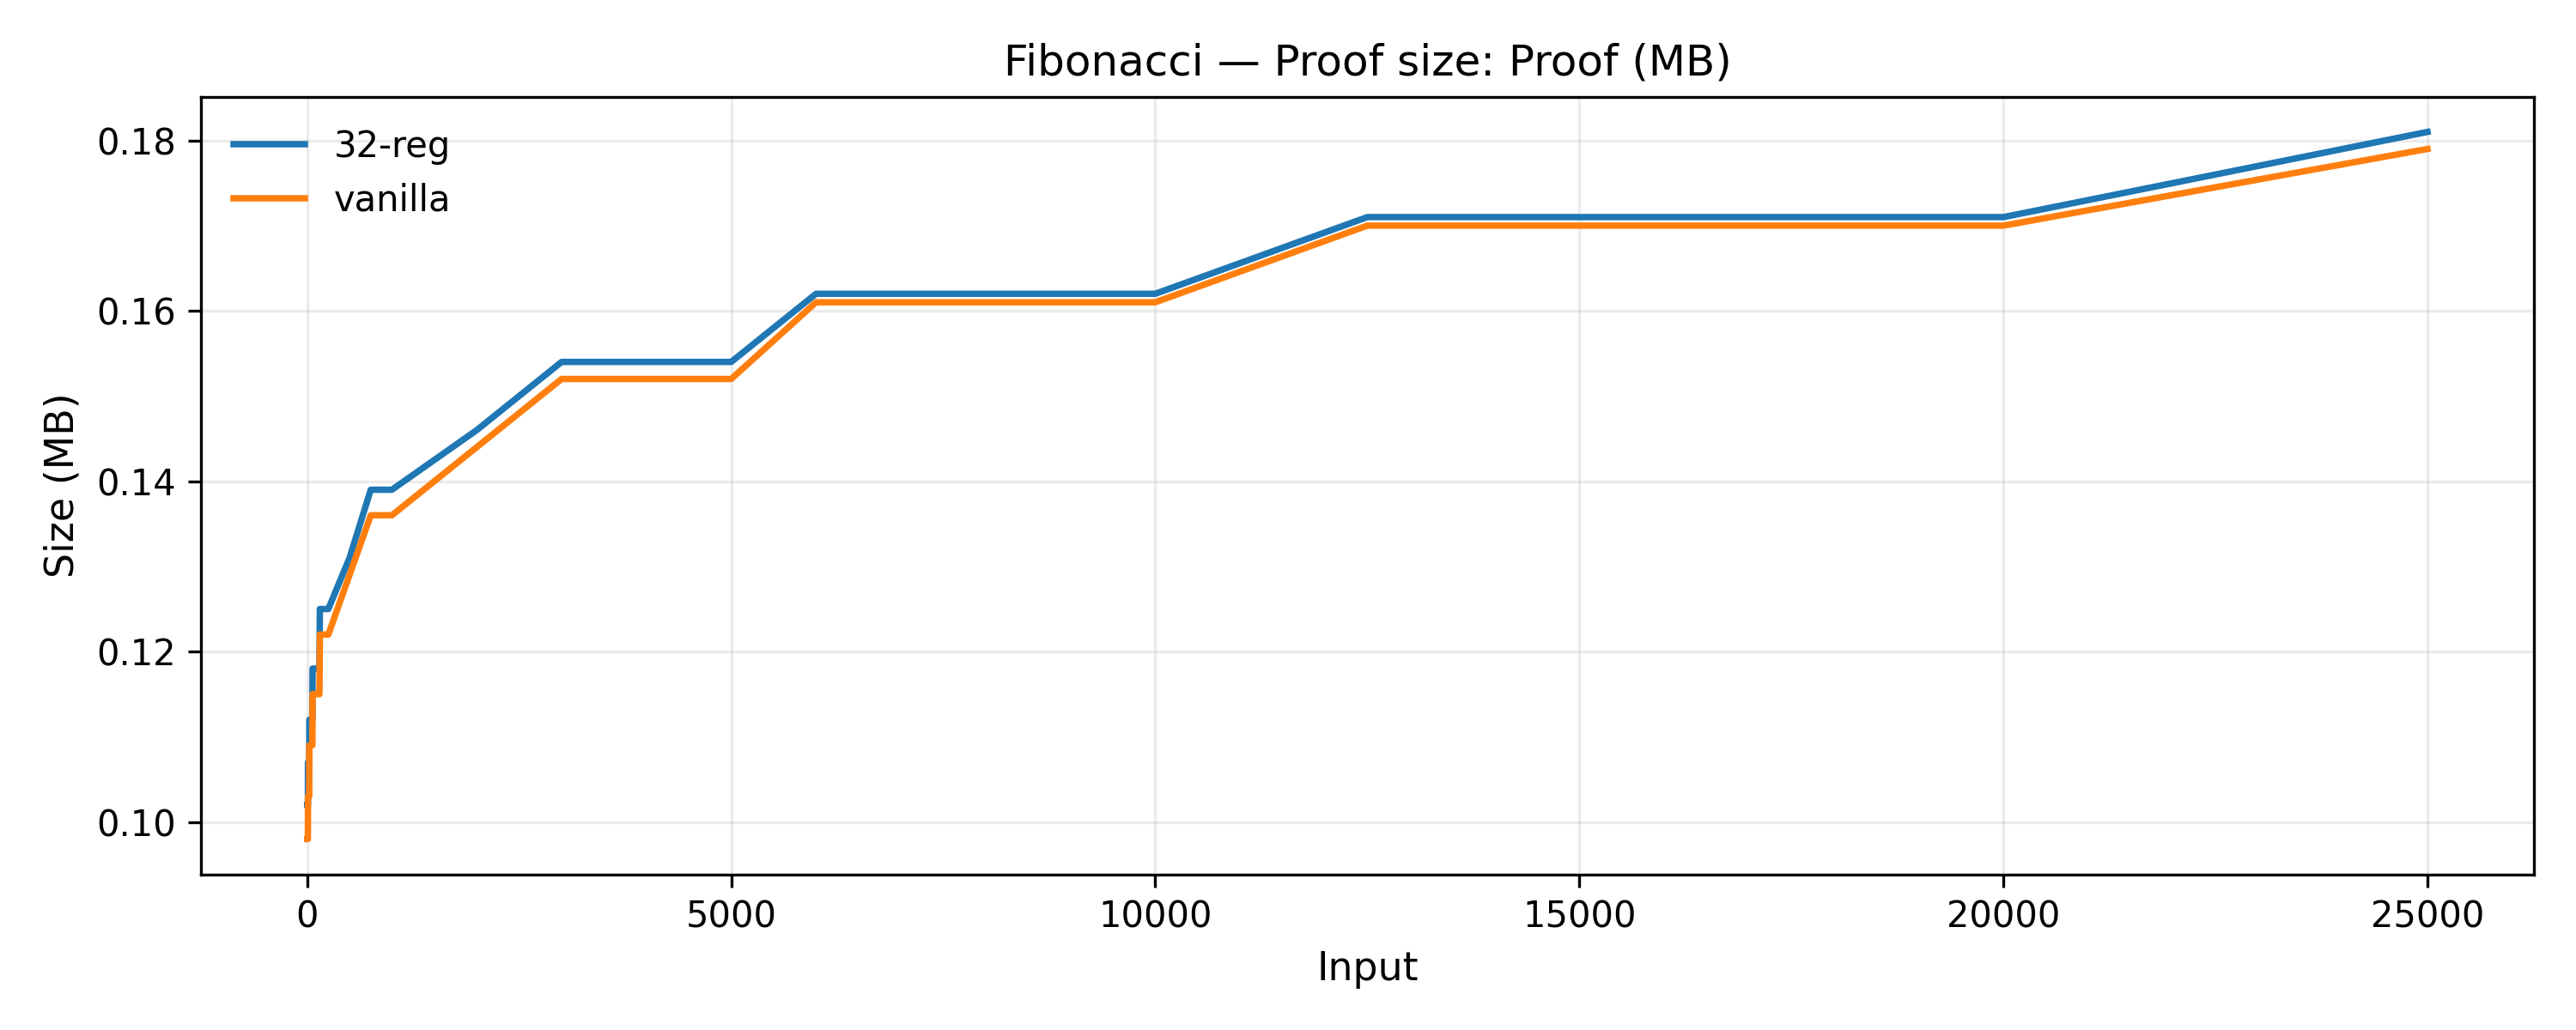 Fibonacci — Proof size: Proof (MB)
32-reg
vanilla
0.18
0.16
0.14
0.12
0.10
Size (MB)
0 5000 10000 15000 20000 25000
Input